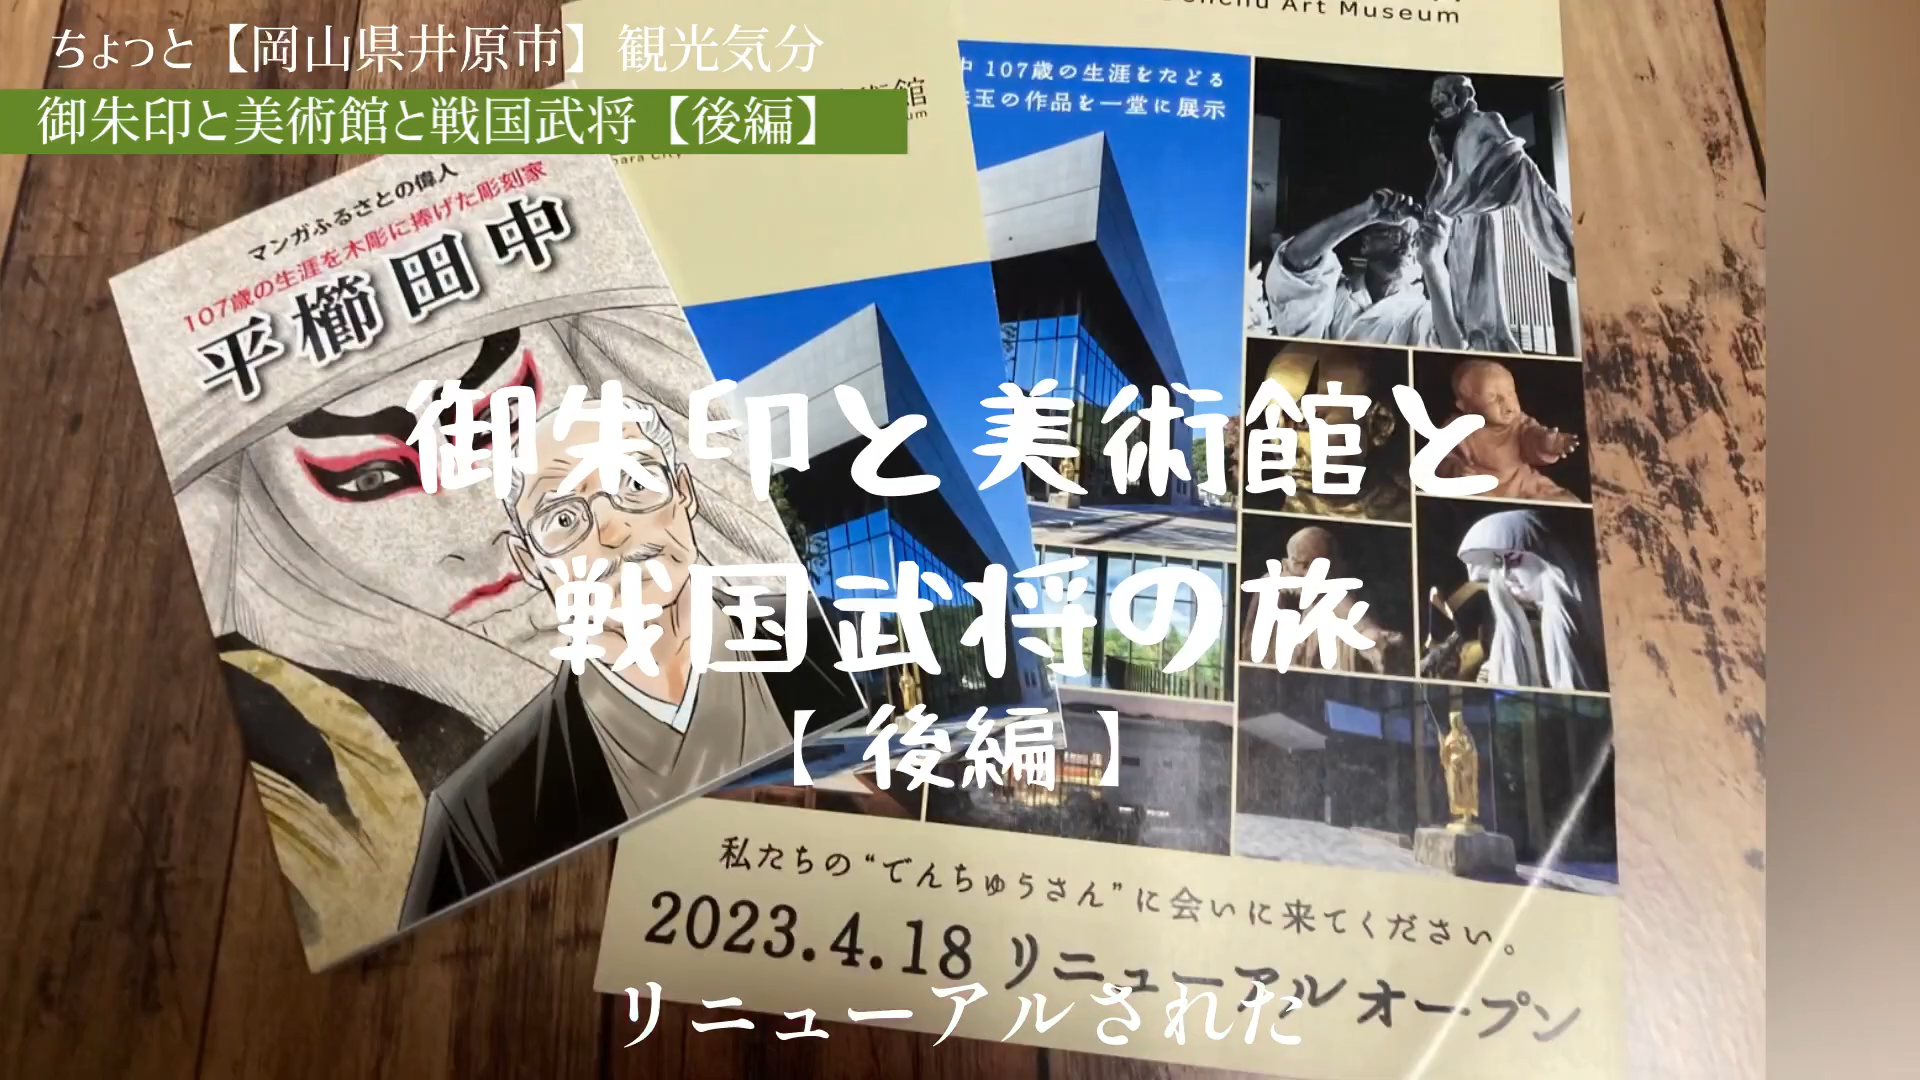 ちょっと【岡山県井原市】観光気分
御朱印と美術館と戦国武将【後編】
Art Museum
中 107歳の生涯をたどる
珠玉の作品を一堂に展示
館
マンガふるさとの偉人
107歳の生涯を木彫に捧げた彫刻家
平櫛田中
御朱印と美術館と
戦国武将の旅
【後編】
私たちの“でんちゅうさん”に会いに来てください。
2023.4.18 リニューアルオープン
リニューアルされた